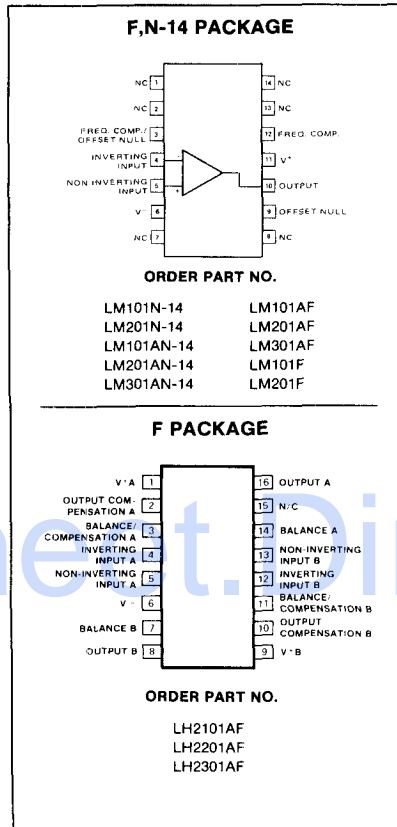 F,N-14 PACKAGE
NC 1
14 NC
NC 2
13 NC
FREQ. COMP./
OFFSET NULL
3
12 FREQ. COMP.
INVERTING
INPUT
4
-
11 V+
NON INVERTING
INPUT
5
+
10 OUTPUT
V- 6
9 OFFSET NULL
NC 7
8 NC
ORDER PART NO.
LM101N-14 LM101AF
LM201N-14 LM201AF
LM101AN-14 LM301AF
LM201AN-14 LM101F
LM301AN-14 LM201F
F PACKAGE
V+A 1
16 OUTPUT A
OUTPUT COM-
PENSATION A
2
15 N/C
BALANCE/
COMPENSATION A
3
14 BALANCE A
INVERTING
INPUT A
4
13 NON-INVERTING
INPUT B
NON-INVERTING
INPUT A
5
12 INVERTING
INPUT B
V- 6
11 BALANCE/
COMPENSATION B
BALANCE B 7
10 OUTPUT
COMPENSATION B
OUTPUT B 8
9 V+B
ORDER PART NO.
LH2101AF
LH2201AF
LH2301AF